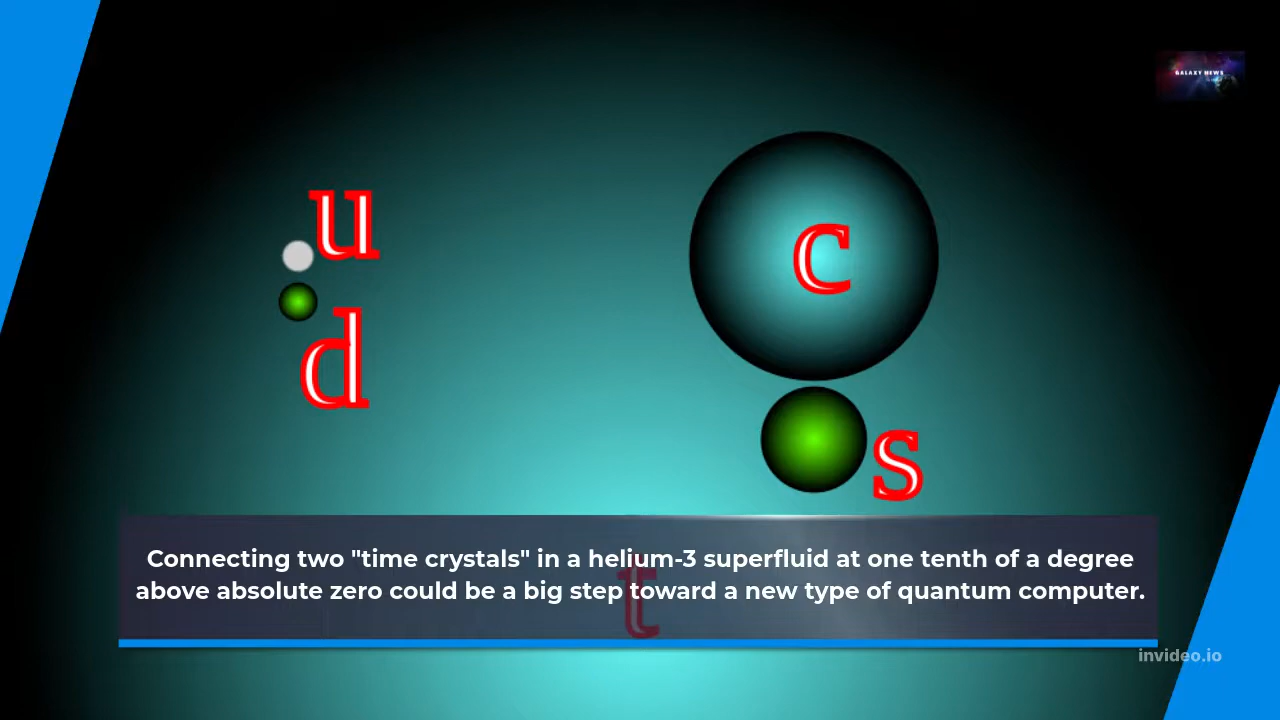 GALAXY NEWS
u
d
c
s
Connecting two "time crystals" in a helium-3 superfluid at one tenth of a degree
above absolute zero could be a big step toward a new type of quantum computer.
t
invideo.io